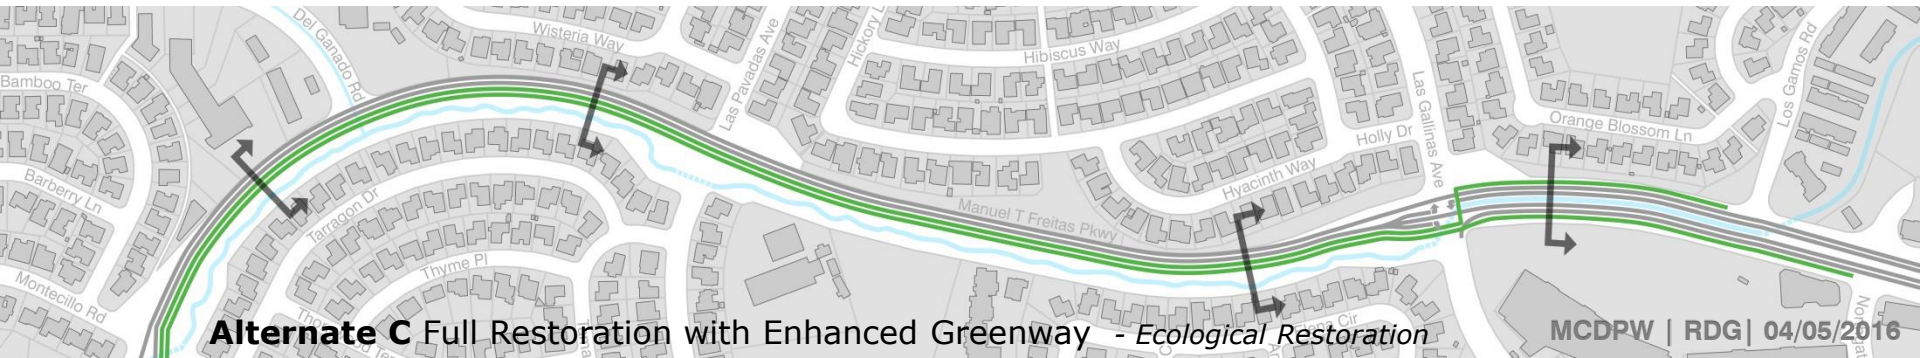 Del Ganado Rd
Wisteria Way
Las Pavadas Ave
Hibiscus Way
Los Gamos Rd
Bamboo Ter
Las Gallinas Ave
Orange Blossom Ln
Holly Dr
Hyacinth Way
Barberry Ln
Tarragon Dr
Manuel T Freitas Pkwy
Thyme Pl
Montecillo Rd
Alternate C Full Restoration with Enhanced Greenway - Ecological Restoration
MCDPW | RDG| 04/05/2016